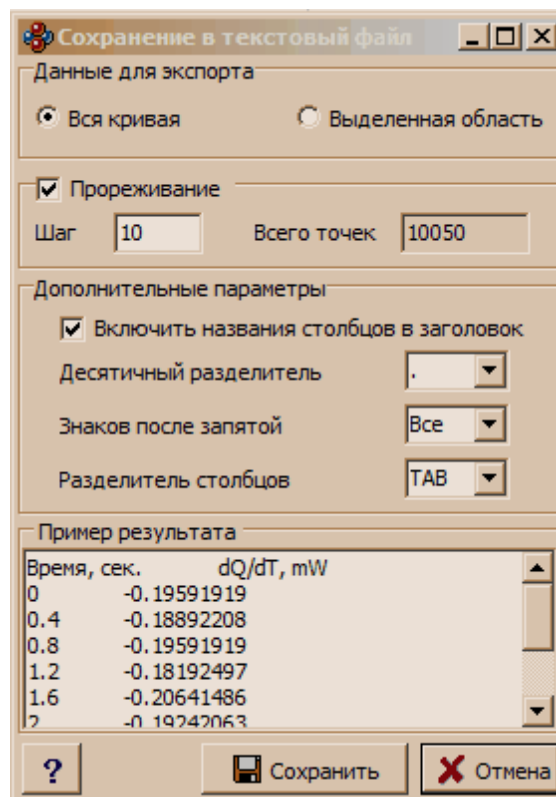 Сохранение в текстовый файл
Данные для экспорта
Вся кривая Выделенная область
Прореживание
Шаг 10 Всего точек 10050
Дополнительные параметры
Включить названия столбцов в заголовок
Десятичный разделитель .
Знаков после запятой Все
Разделитель столбцов TAB
Пример результата
Время, сек. dQ/dT, mW
0 -0.19591919
0.4 -0.18892208
0.8 -0.19591919
1.2 -0.18192497
1.6 -0.20641486
2 -0.19242063
? Сохранить Отмена